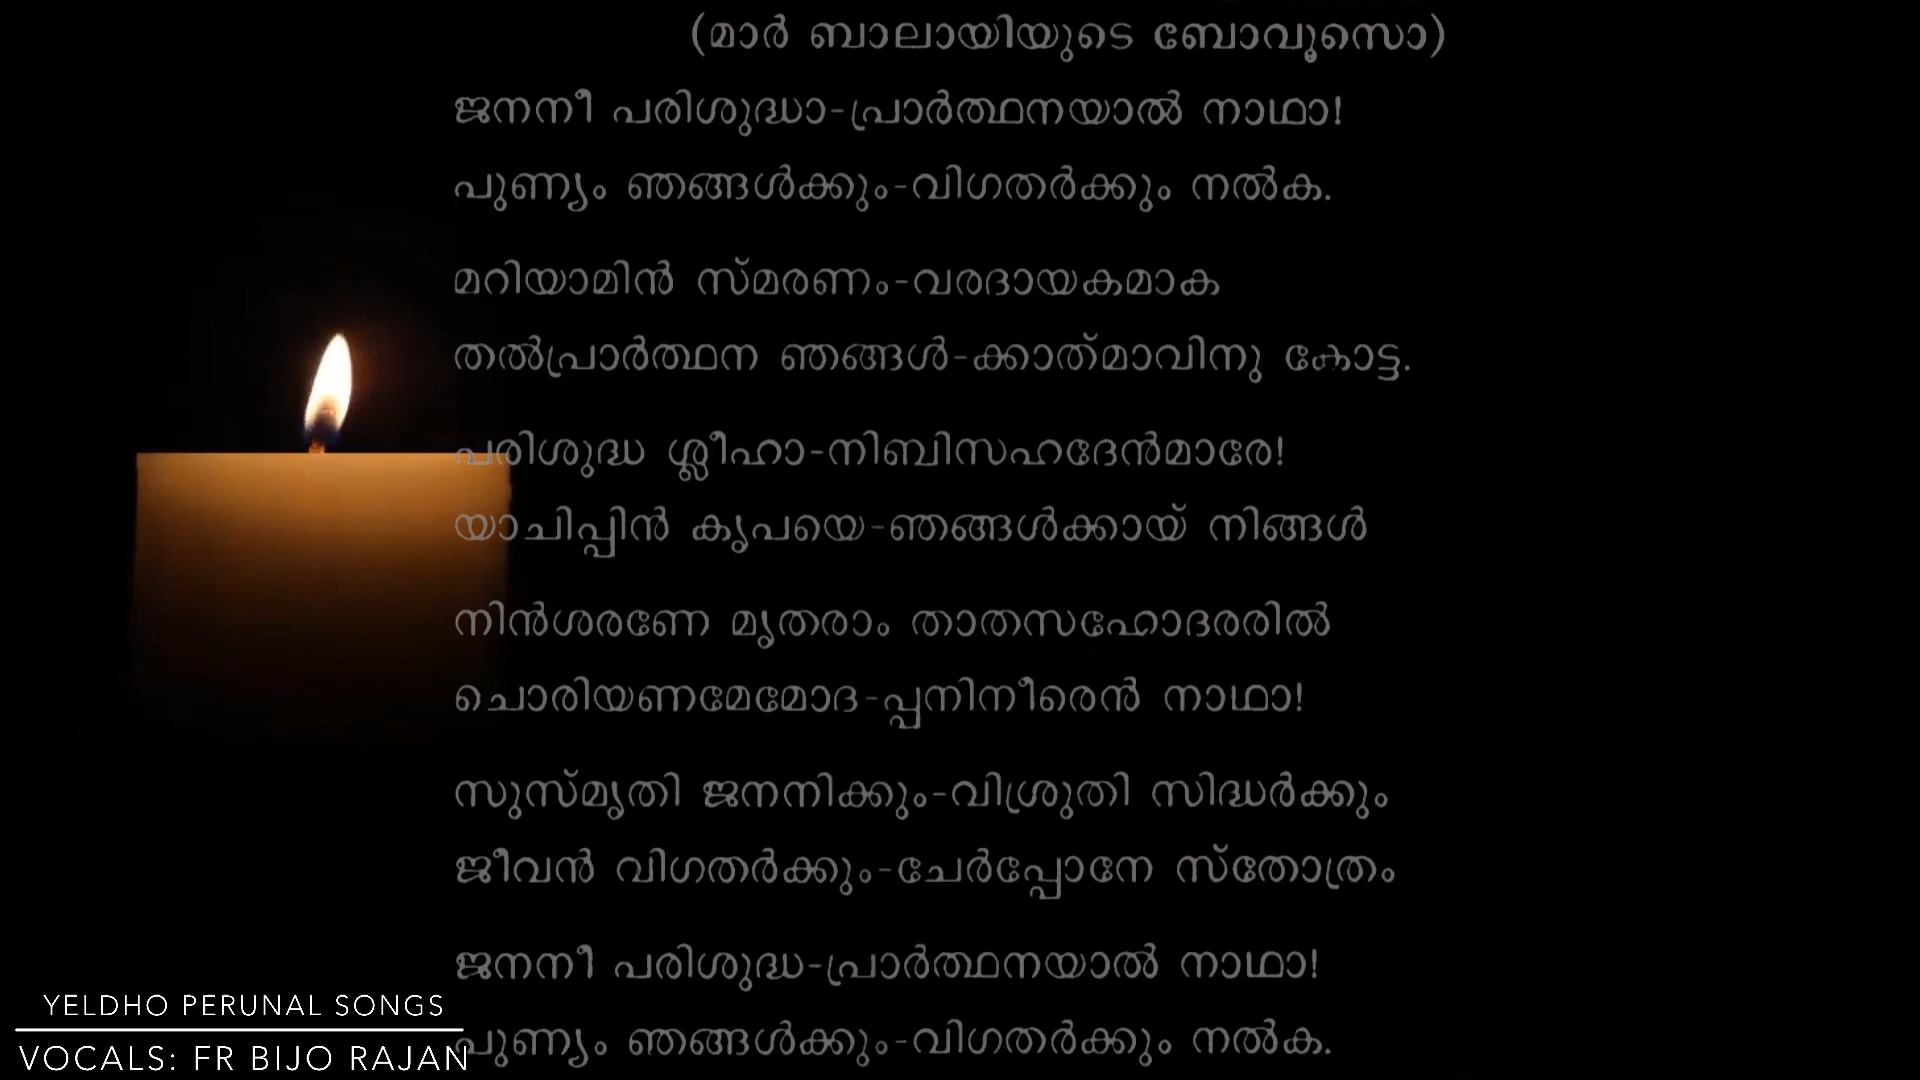 (മാർ ബാലായിയുടെ ബോവൂസൊ)
ജനനീ പരിശുദ്ധാ-പ്രാർത്ഥനയാൽ നാഥാ!
പുണ്യം ഞങ്ങൾക്കും-വിഗതർക്കും നൽക.
മറിയാമിൻ സ്മരണം-വരദായകമാക
തൽപ്രാർത്ഥന ഞങ്ങൾ-ക്കാത്മാവിനു കോട്ട.
പരിശുദ്ധ ശ്ലീഹാ-നിബിസഹദേൻമാരേ!
യാചിപ്പിൻ കൃപയെ-ഞങ്ങൾക്കായ് നിങ്ങൾ
നിൻശരണേ മൃതരാം താതസഹോദരരിൽ
ചൊരിയണമേമോദ-പ്പനിനീരെൻ നാഥാ!
സുസ്മൃതി ജനനിക്കും-വിശ്രുതി സിദ്ധർക്കും
ജീവൻ വിഗതർക്കും-ചേർപ്പോനേ സ്തോത്രം
ജനനീ പരിശുദ്ധ-പ്രാർത്ഥനയാൽ നാഥാ!
പുണ്യം ഞങ്ങൾക്കും-വിഗതർക്കും നൽക.
YELDHO PERUNAL SONGS
VOCALS: FR BIJO RAJAN